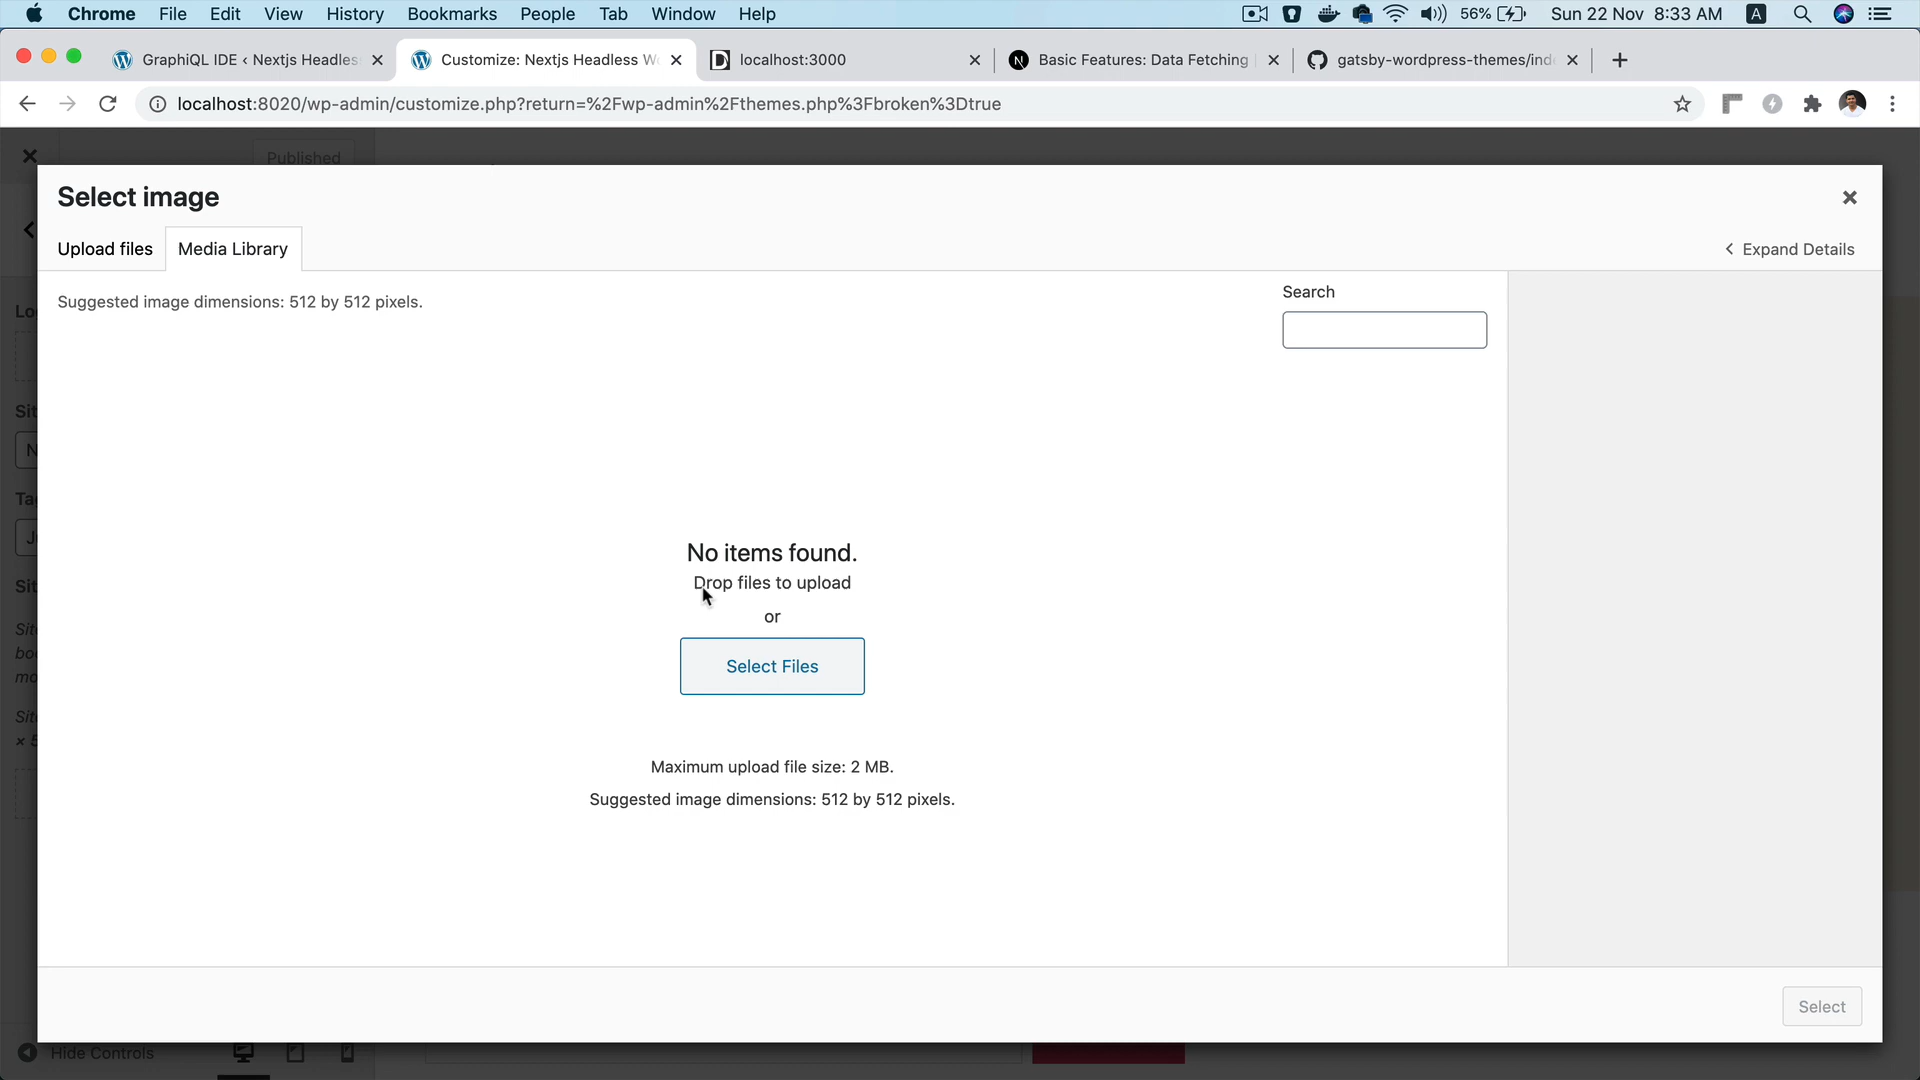 Chrome File Edit View History Bookmarks People Tab Window Help 56% Sun 22 Nov 8:33 AM A
GraphiQL IDE ‹ Nextjs Headles
Customize: Nextjs Headless W
localhost:3000
Basic Features: Data Fetching
gatsby-wordpress-themes/ind
localhost:8020/wp-admin/customize.php?return=%2Fwp-admin%2Fthemes.php%3Fbroken%3Dtrue
Published
Select image
Upload files
Media Library
Expand Details
Suggested image dimensions: 512 by 512 pixels.
Search
No items found.
Drop files to upload
or
Select Files
Maximum upload file size: 2 MB.
Suggested image dimensions: 512 by 512 pixels.
Select
Hide Controls